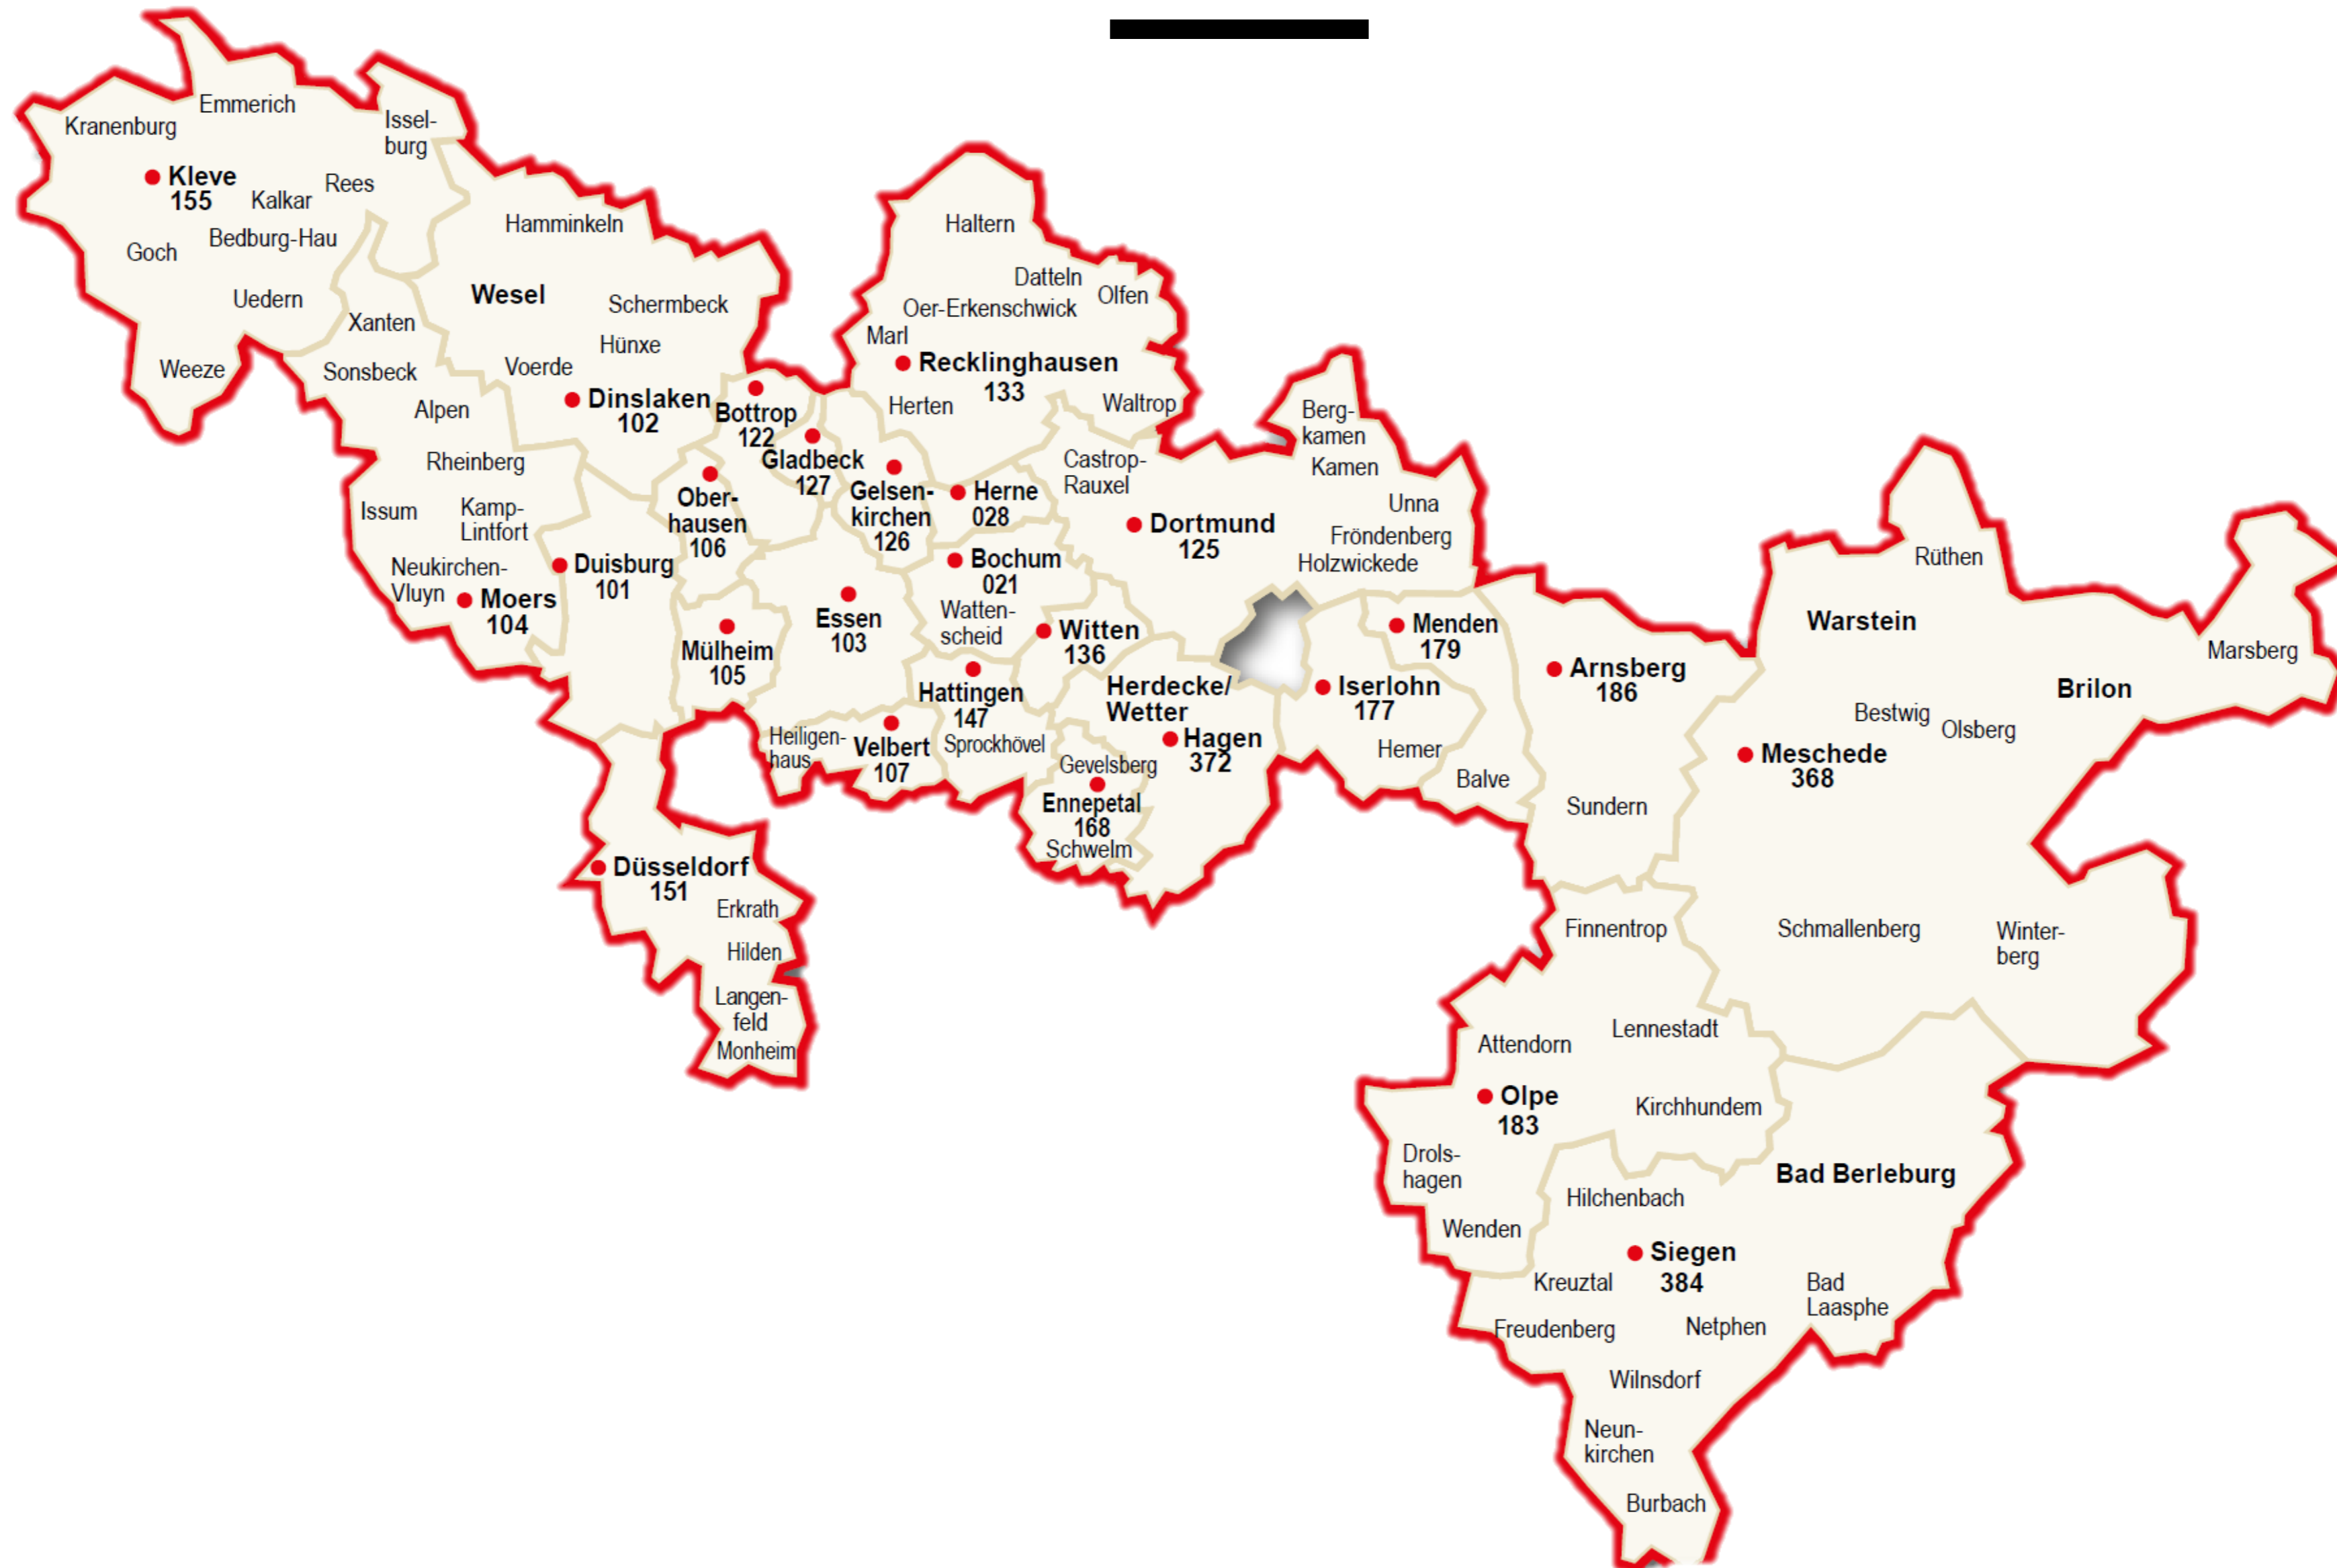 Emmerich
Kranenburg
Issel-
burg
Kleve
155
Kalkar
Rees
Goch
Bedburg-Hau
Uedern
Weeze
Hamminkeln
Wesel
Schermbeck
Hünxe
Voerde
Dinslaken
102
Xanten
Sonsbeck
Alpen
Rheinberg
Issum
Kamp-
Lintfort
Neukirchen-
Vluyn
Moers
104
Duisburg
101
Bottrop
122
Gladbeck
127
Ober-
hausen
106
Gelsen-
kirchen
126
Haltern
Datteln
Olfen
Oer-Erkenschwick
Marl
Recklinghausen
133
Herten
Waltrop
Herne
028
Castrop-
Rauxel
Dortmund
125
Berg-
kamen
Kamen
Unna
Fröndenberg
Holzwickede
Bochum
021
Watten-
scheid
Essen
103
Mülheim
105
Witten
136
Hattingen
147
Sprockhövel
Heiligen-
haus
Velbert
107
Herdecke/
Wetter
Hagen
372
Gevelsberg
Ennepetal
168
Schwelm
Düsseldorf
151
Erkrath
Hilden
Langen-
feld
Monheim
Menden
179
Iserlohn
177
Hemer
Balve
Arnsberg
186
Sundern
Rüthen
Warstein
Marsberg
Brilon
Bestwig
Olsberg
Meschede
368
Schmallenberg
Winter-
berg
Finnentrop
Lennestadt
Attendorn
Olpe
183
Kirchhundem
Drols-
hagen
Wenden
Bad Berleburg
Hilchenbach
Siegen
384
Kreuztal
Bad
Laasphe
Freudenberg
Netphen
Wilnsdorf
Neun-
kirchen
Burbach